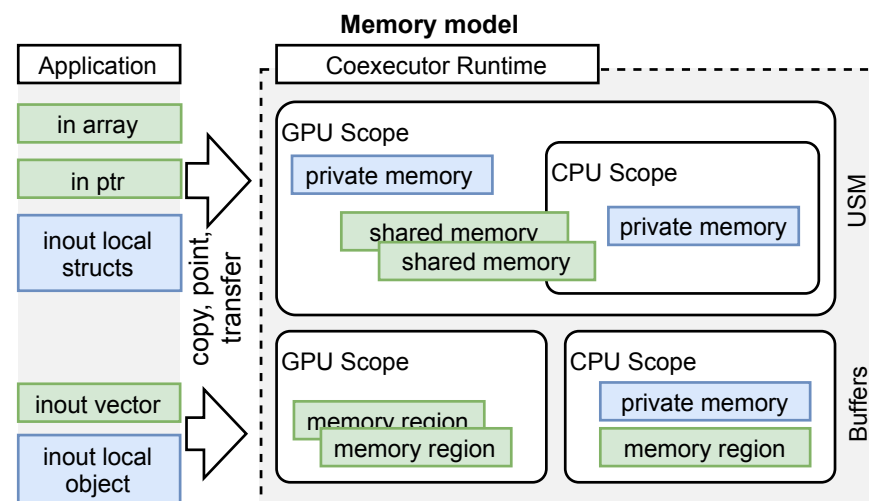 Memory model
Application
Coexecutor Runtime
in array
in ptr
inout local
structs
copy, point,
transfer
inout vector
inout local
object
GPU Scope
private memory
shared memory
shared memory
CPU Scope
private memory
USM
GPU Scope
memory region
memory region
CPU Scope
private memory
memory region
Buffers